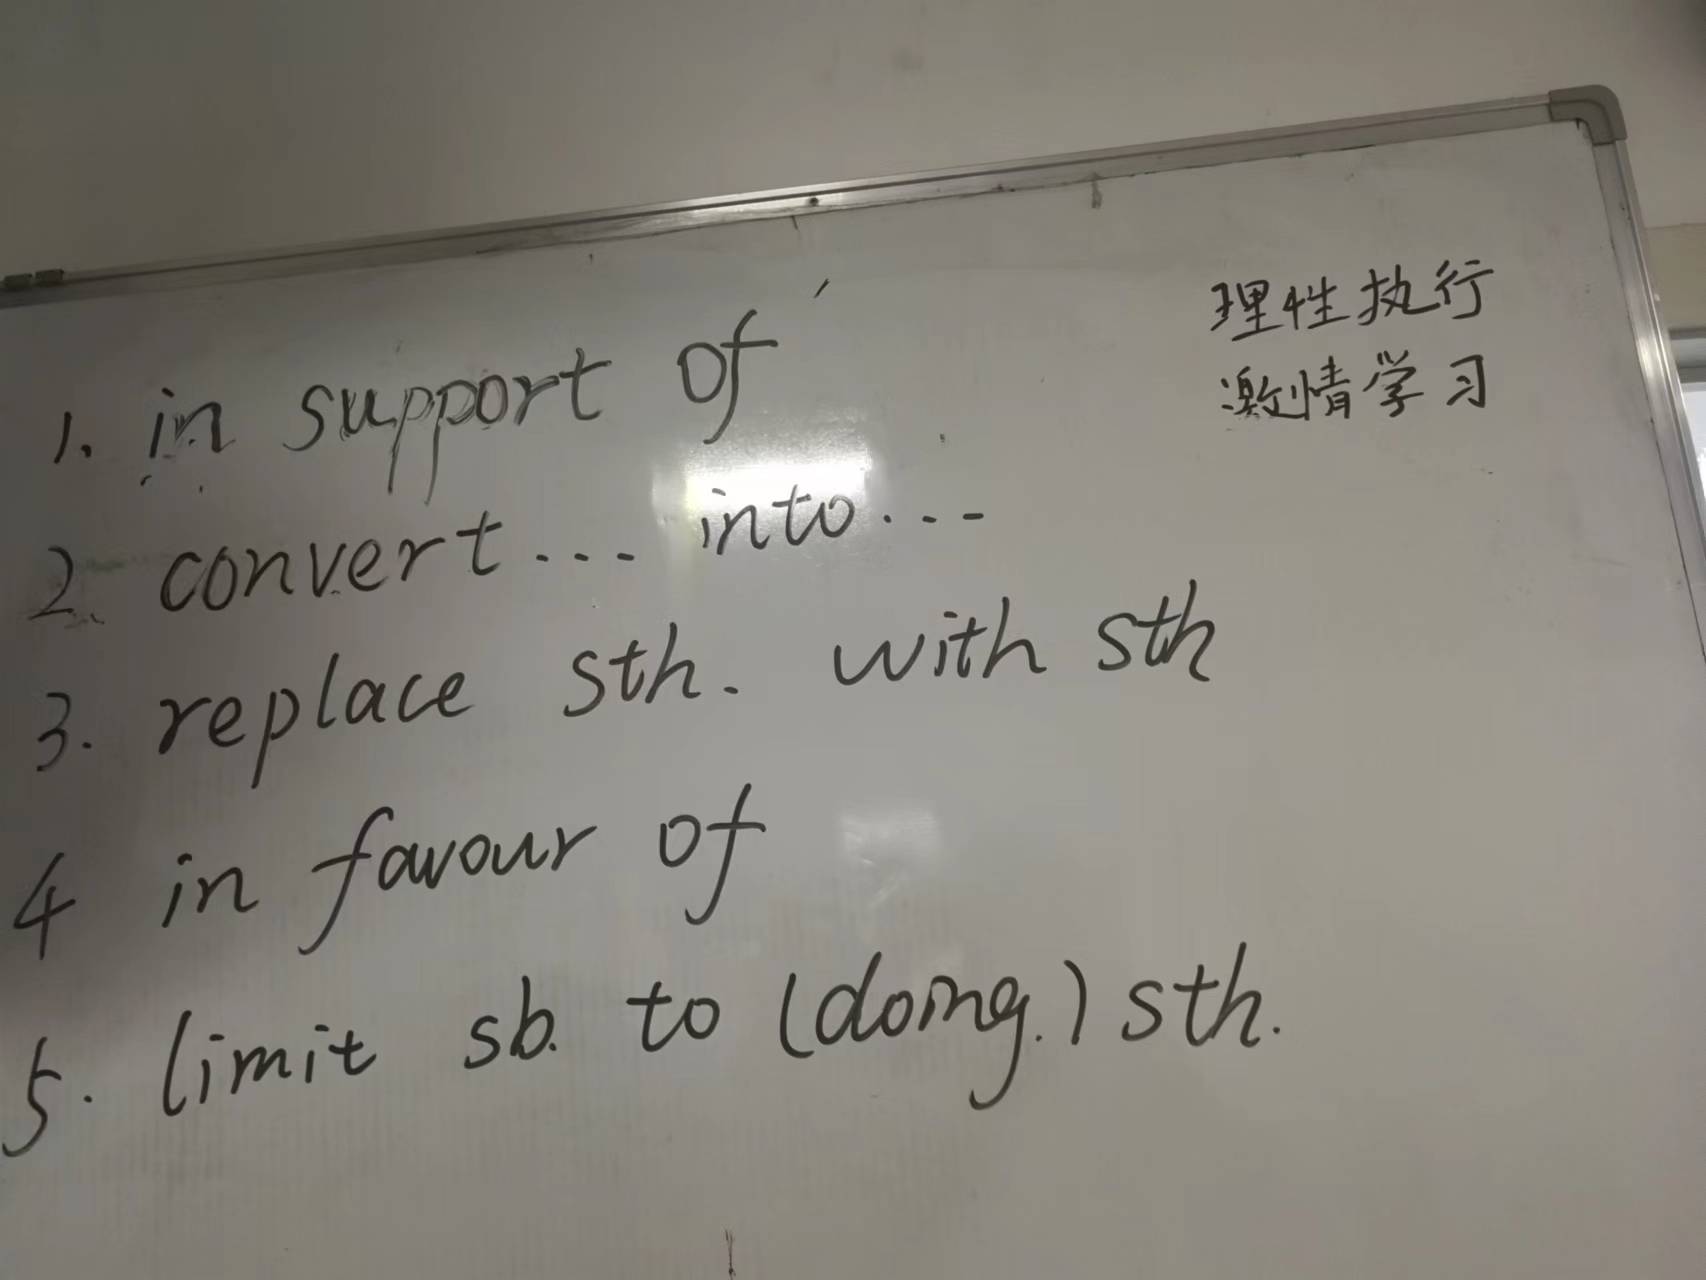 1. in support of
2. convert... into...
3. replace sth. with sth
4 in favour of
5. limit sb. to (doing.) sth.
理性执行
激情学习